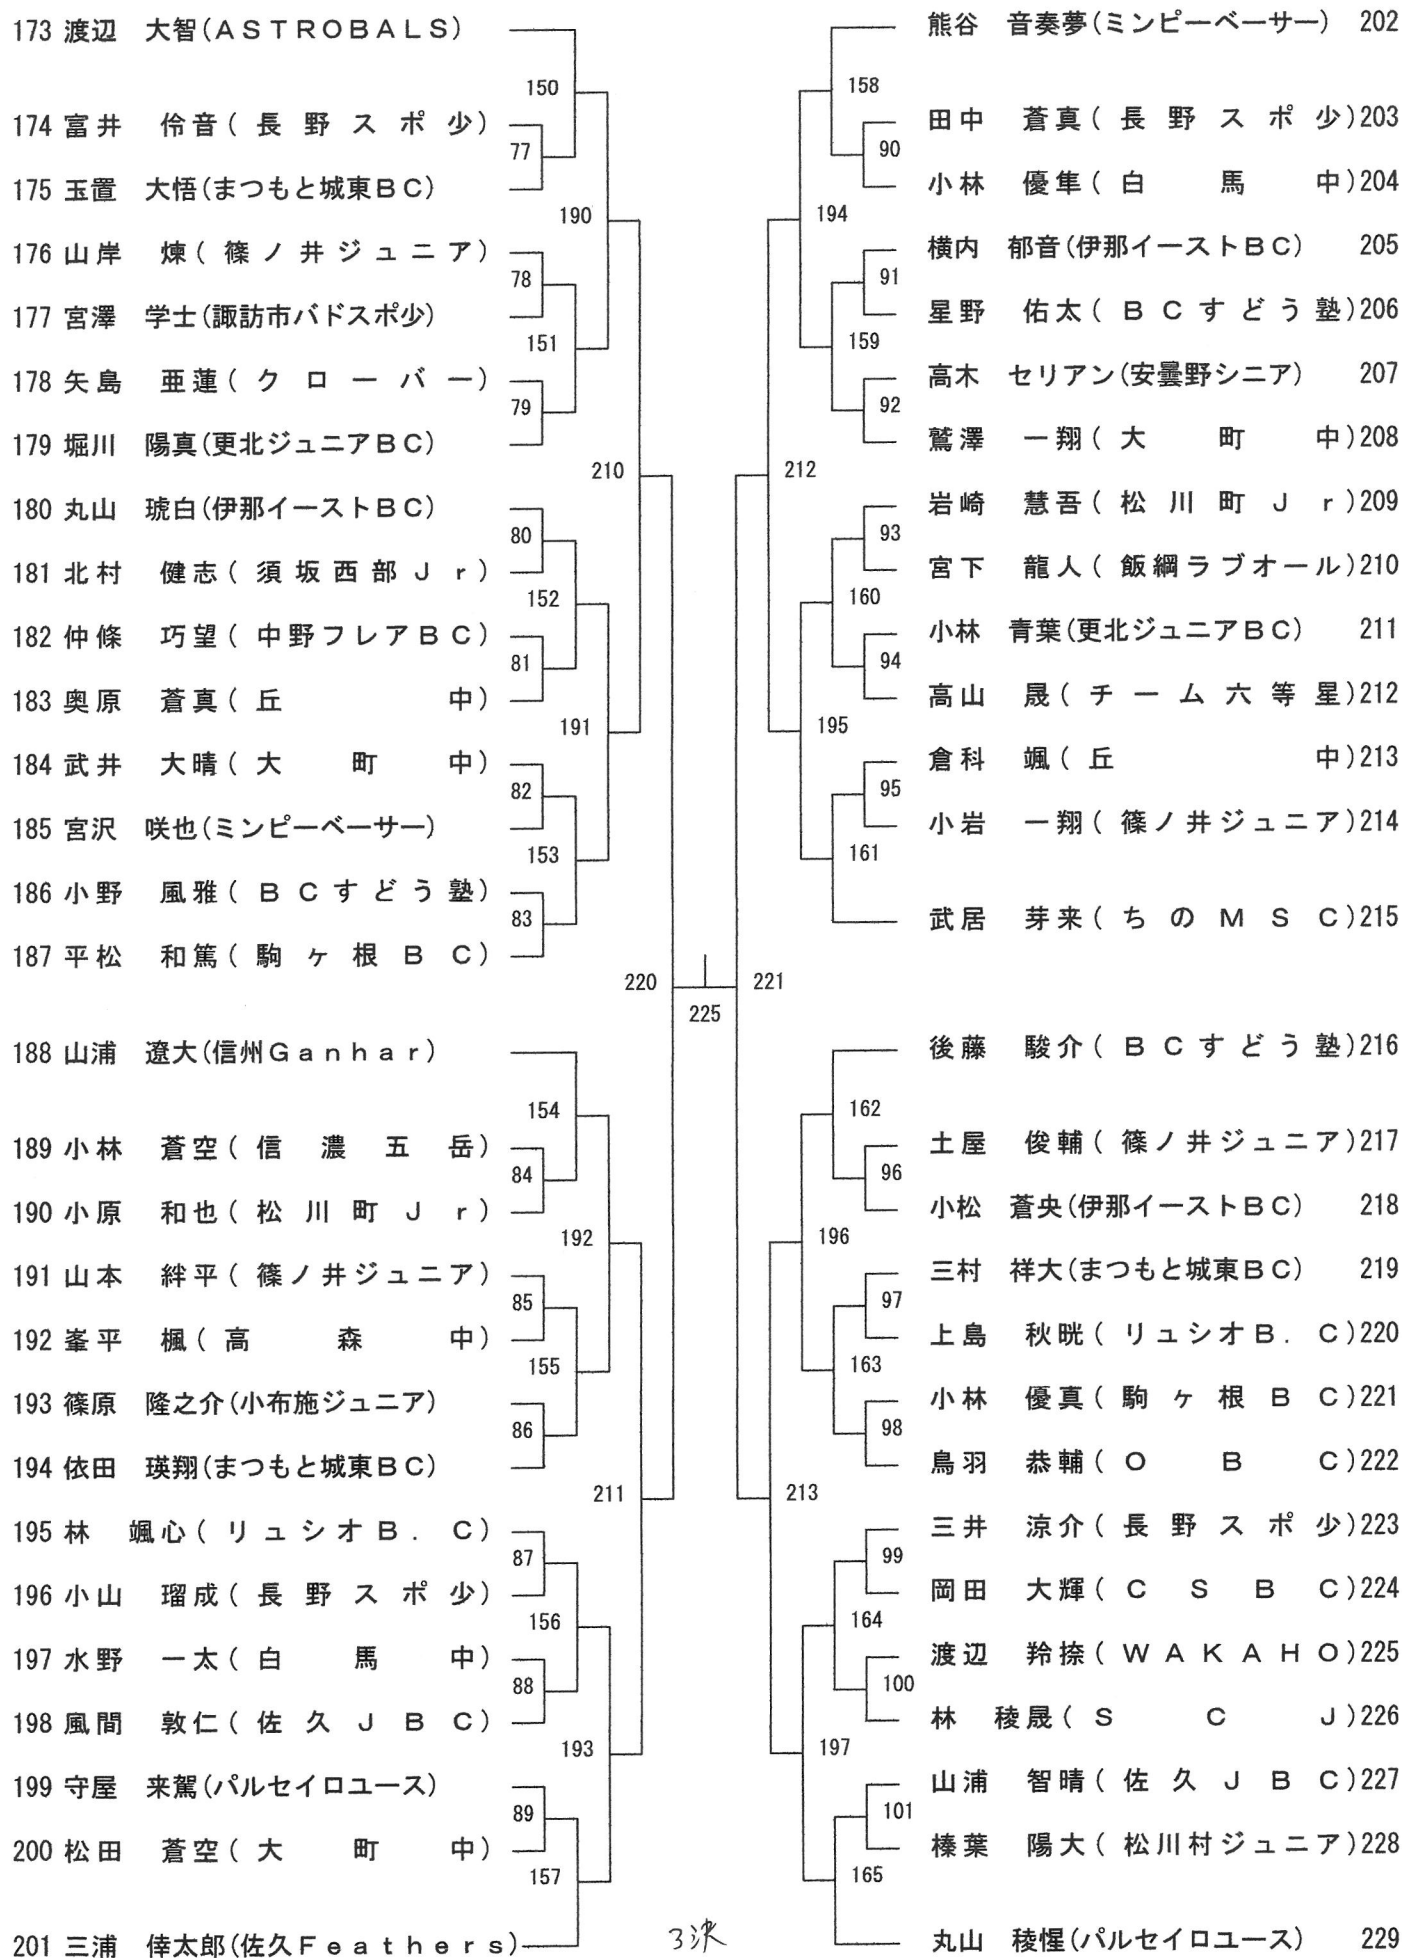 173 渡辺 大智(ASTROBALS)
174 富井 伶音(長野スポ少)
175 玉置 大悟(まつもと城東BC)
176 山岸 煉(篠ノ井ジュニア)
177 宮澤 学士(諏訪市バドスポ少)
178 矢島 亜蓮(クローバー)
179 堀川 陽真(更北ジュニアBC)
180 丸山 琥白(伊那イーストBC)
181 北村 健志(須坂西部Jr)
182 仲條 巧望(中野フレアBC)
183 奥原 蒼真(丘中)
184 武井 大晴(大町中)
185 宮沢 咲也(ミンピーベーサー)
186 小野 風雅(BCすどう塾)
187 平松 和篤(駒ヶ根BC)
188 山浦 遼大(信州Ganhar)
189 小林 蒼空(信濃五岳)
190 小原 和也(松川町Jr)
191 山本 絆平(篠ノ井ジュニア)
192 峯平 楓(高森中)
193 篠原 隆之介(小布施ジュニア)
194 依田 瑛翔(まつもと城東BC)
195 林 颯心(リュシオB.C)
196 小山 瑠成(長野スポ少)
197 水野 一太(白馬中)
198 風間 敦仁(佐久JBC)
199 守屋 来駕(パルセイロユース)
200 松田 蒼空(大町中)
201 三浦 倖太郎(佐久Feathers)
150
77
190
78
151
79
210
80
152
81
191
82
153
83
220
225
154
84
192
85
155
86
211
87
156
88
193
89
157
3決
158
90
194
91
159
92
212
93
160
94
195
95
161
221
162
96
196
97
163
98
213
99
164
100
197
101
165
熊谷 音奏夢(ミンピーベーサー) 202
田中 蒼真(長野スポ少)203
小林 優隼(白馬中)204
横内 郁音(伊那イーストBC) 205
星野 佑太(BCすどう塾)206
高木 セリアン(安曇野シニア) 207
鷲澤 一翔(大町中)208
岩崎 慧吾(松川町Jr)209
宮下 龍人(飯綱ラブオール)210
小林 青葉(更北ジュニアBC) 211
高山 晟(チーム六等星)212
倉科 颯(丘中)213
小岩 一翔(篠ノ井ジュニア)214
武居 芽来(ちのMSC)215
後藤 駿介(BCすどう塾)216
土屋 俊輔(篠ノ井ジュニア)217
小松 蒼央(伊那イーストBC) 218
三村 祥大(まつもと城東BC) 219
上島 秋晄(リュシオB.C)220
小林 優真(駒ヶ根BC)221
鳥羽 恭輔(OBC)222
三井 涼介(長野スポ少)223
岡田 大輝(CSBC)224
渡辺 羚捺(WAKAHO)225
林 稜晟(SCJ)226
山浦 智晴(佐久JBC)227
榛葉 陽大(松川村ジュニア)228
丸山 稜惺(パルセイロユース) 229